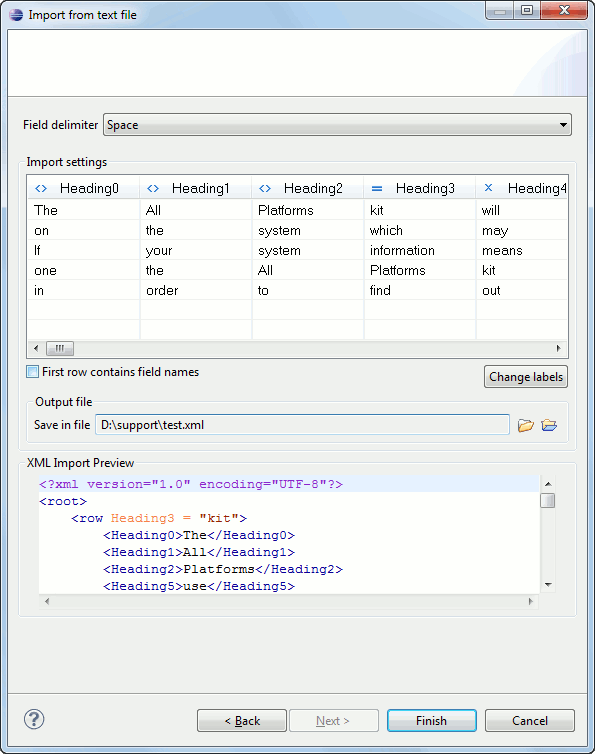 Import from text file
Field delimiter Space
Import settings
<> Heading0 <> Heading1 <> Heading2 = Heading3 × Heading4
The All Platforms kit will
on the system which may
If your system information means
one the All Platforms kit
in order to find out
First row contains field names
Change labels
Output file
Save in file D:\support\test.xml
XML Import Preview
<?xml version="1.0" encoding="UTF-8"?>
<root>
<row Heading3 = "kit">
<Heading0>The</Heading0>
<Heading1>All</Heading1>
<Heading2>Platforms</Heading2>
<Heading5>use</Heading5>
? < Back Next > Finish Cancel